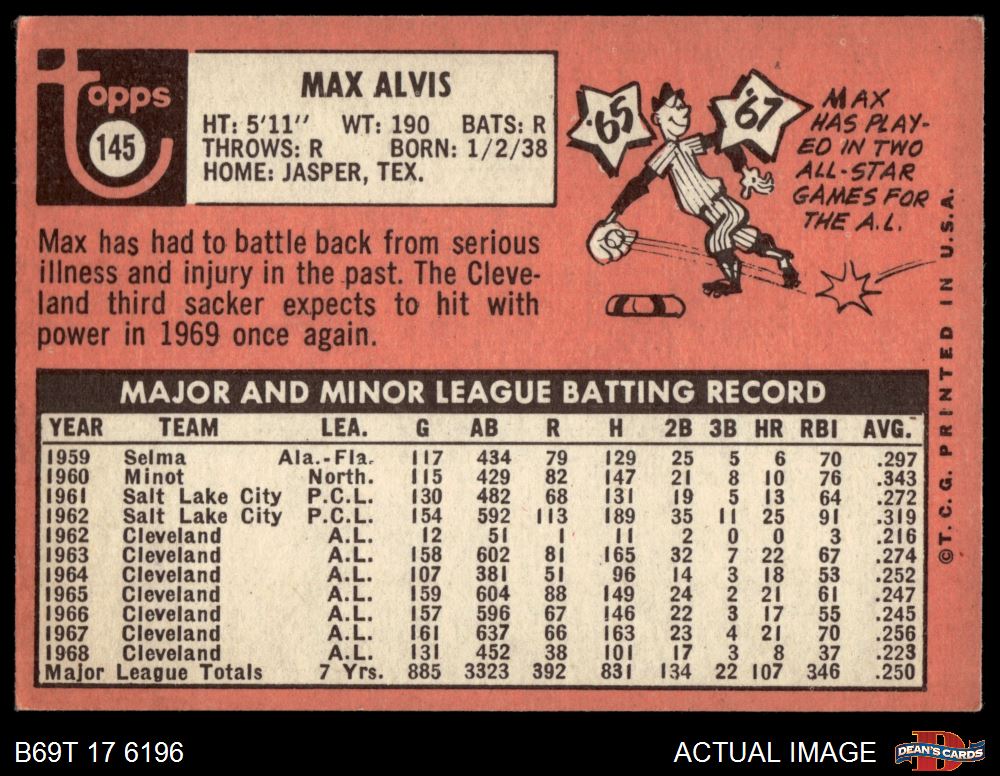 topps
145
MAX ALVIS
HT: 5'11" WT: 190 BATS: R
THROWS: R BORN: 1/2/38
HOME: JASPER, TEX.
'65
'67
MAX
HAS PLAY-
ED IN TWO
ALL-STAR
GAMES FOR
THE A.L.
Max has had to battle back from serious
illness and injury in the past. The Cleve-
land third sacker expects to hit with
power in 1969 once again.
MAJOR AND MINOR LEAGUE BATTING RECORD
YEAR TEAM LEA. G AB R H 2B 3B HR RBI AVG.
1959 Selma Ala.-Fla. 117 434 79 129 25 5 6 70 .297
1960 Minot North. 115 429 82 147 21 8 10 76 .343
1961 Salt Lake City P.C.L. 130 482 68 131 19 5 13 64 .272
1962 Salt Lake City P.C.L. 154 592 113 189 35 11 25 91 .319
1962 Cleveland A.L. 12 51 1 11 2 0 0 3 .216
1963 Cleveland A.L. 158 602 81 165 32 7 22 67 .274
1964 Cleveland A.L. 107 381 51 96 14 3 18 53 .252
1965 Cleveland A.L. 159 604 88 149 24 2 21 61 .247
1966 Cleveland A.L. 157 596 67 146 22 3 17 55 .245
1967 Cleveland A.L. 161 637 66 163 23 4 21 70 .256
1968 Cleveland A.L. 131 452 38 101 17 3 8 37 .223
Major League Totals 7 Yrs. 885 3323 392 831 134 22 107 346 .250
©T. C. G. PRINTED IN U.S.A.
B69T 17 6196
ACTUAL IMAGE
DEAN'S CARDS